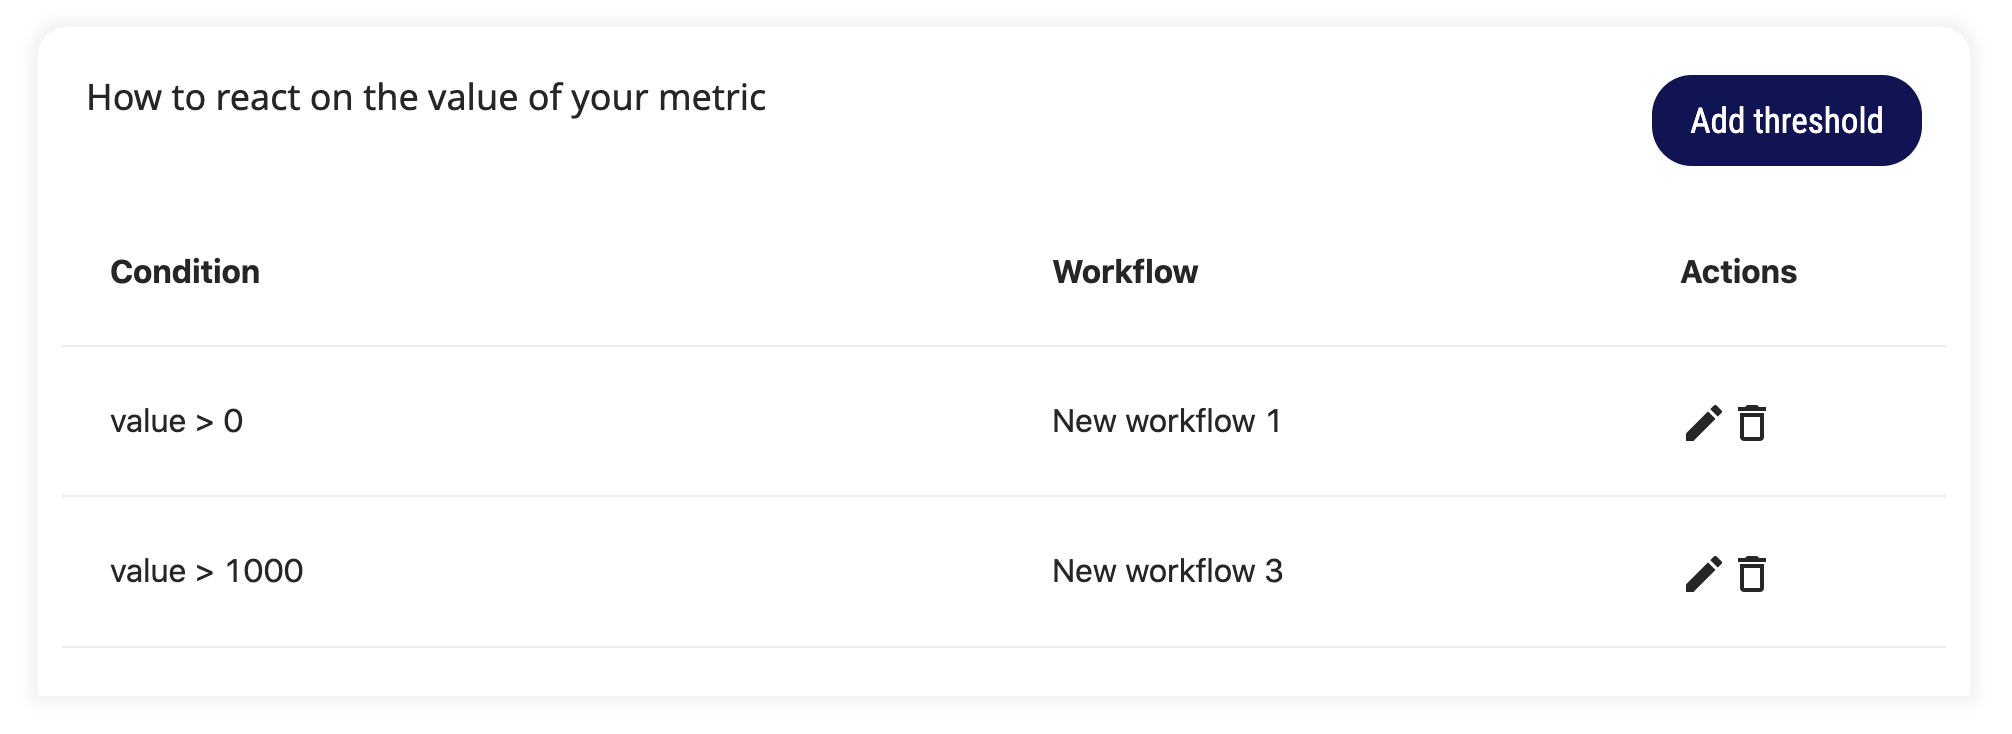 How to react on the value of your metric
Add threshold
Condition Workflow Actions
value > 0 New workflow 1
value > 1000 New workflow 3